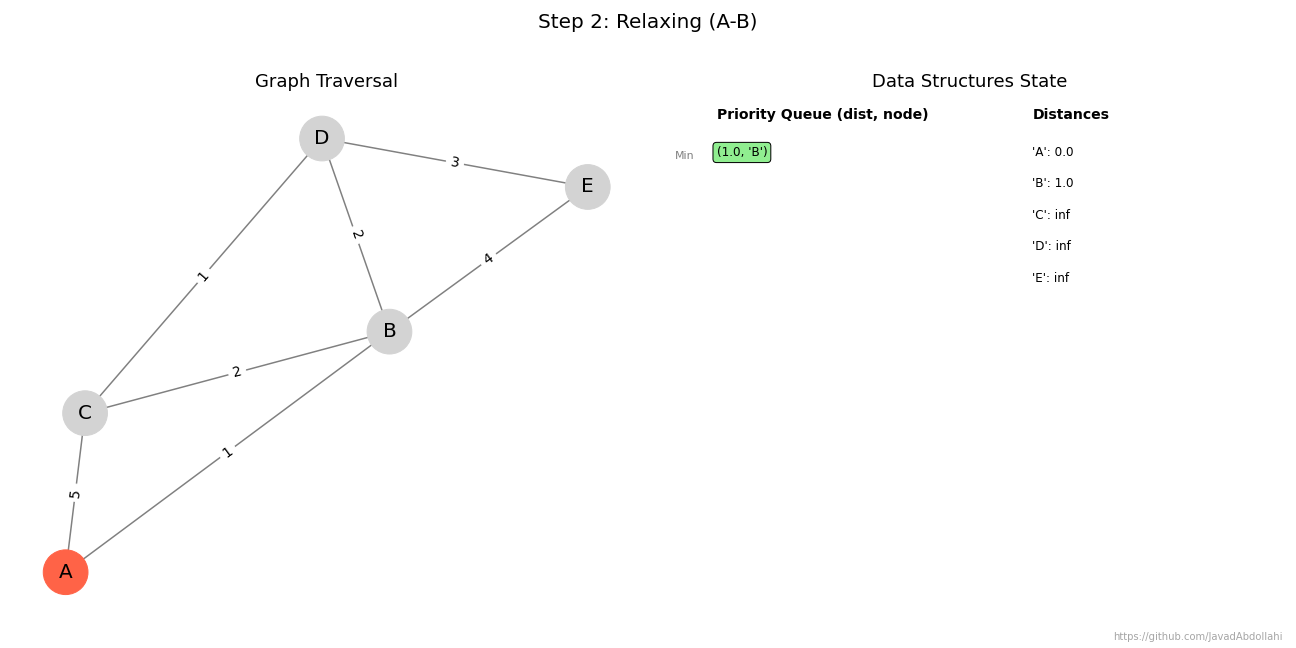 Step 2: Relaxing (A-B)
Graph Traversal
D
3
E
2
4
1
B
2
C
1
5
A
Data Structures State
Priority Queue (dist, node)
Distances
Min
(1.0, 'B')
'A': 0.0
'B': 1.0
'C': inf
'D': inf
'E': inf
https://github.com/JavadAbdollahi